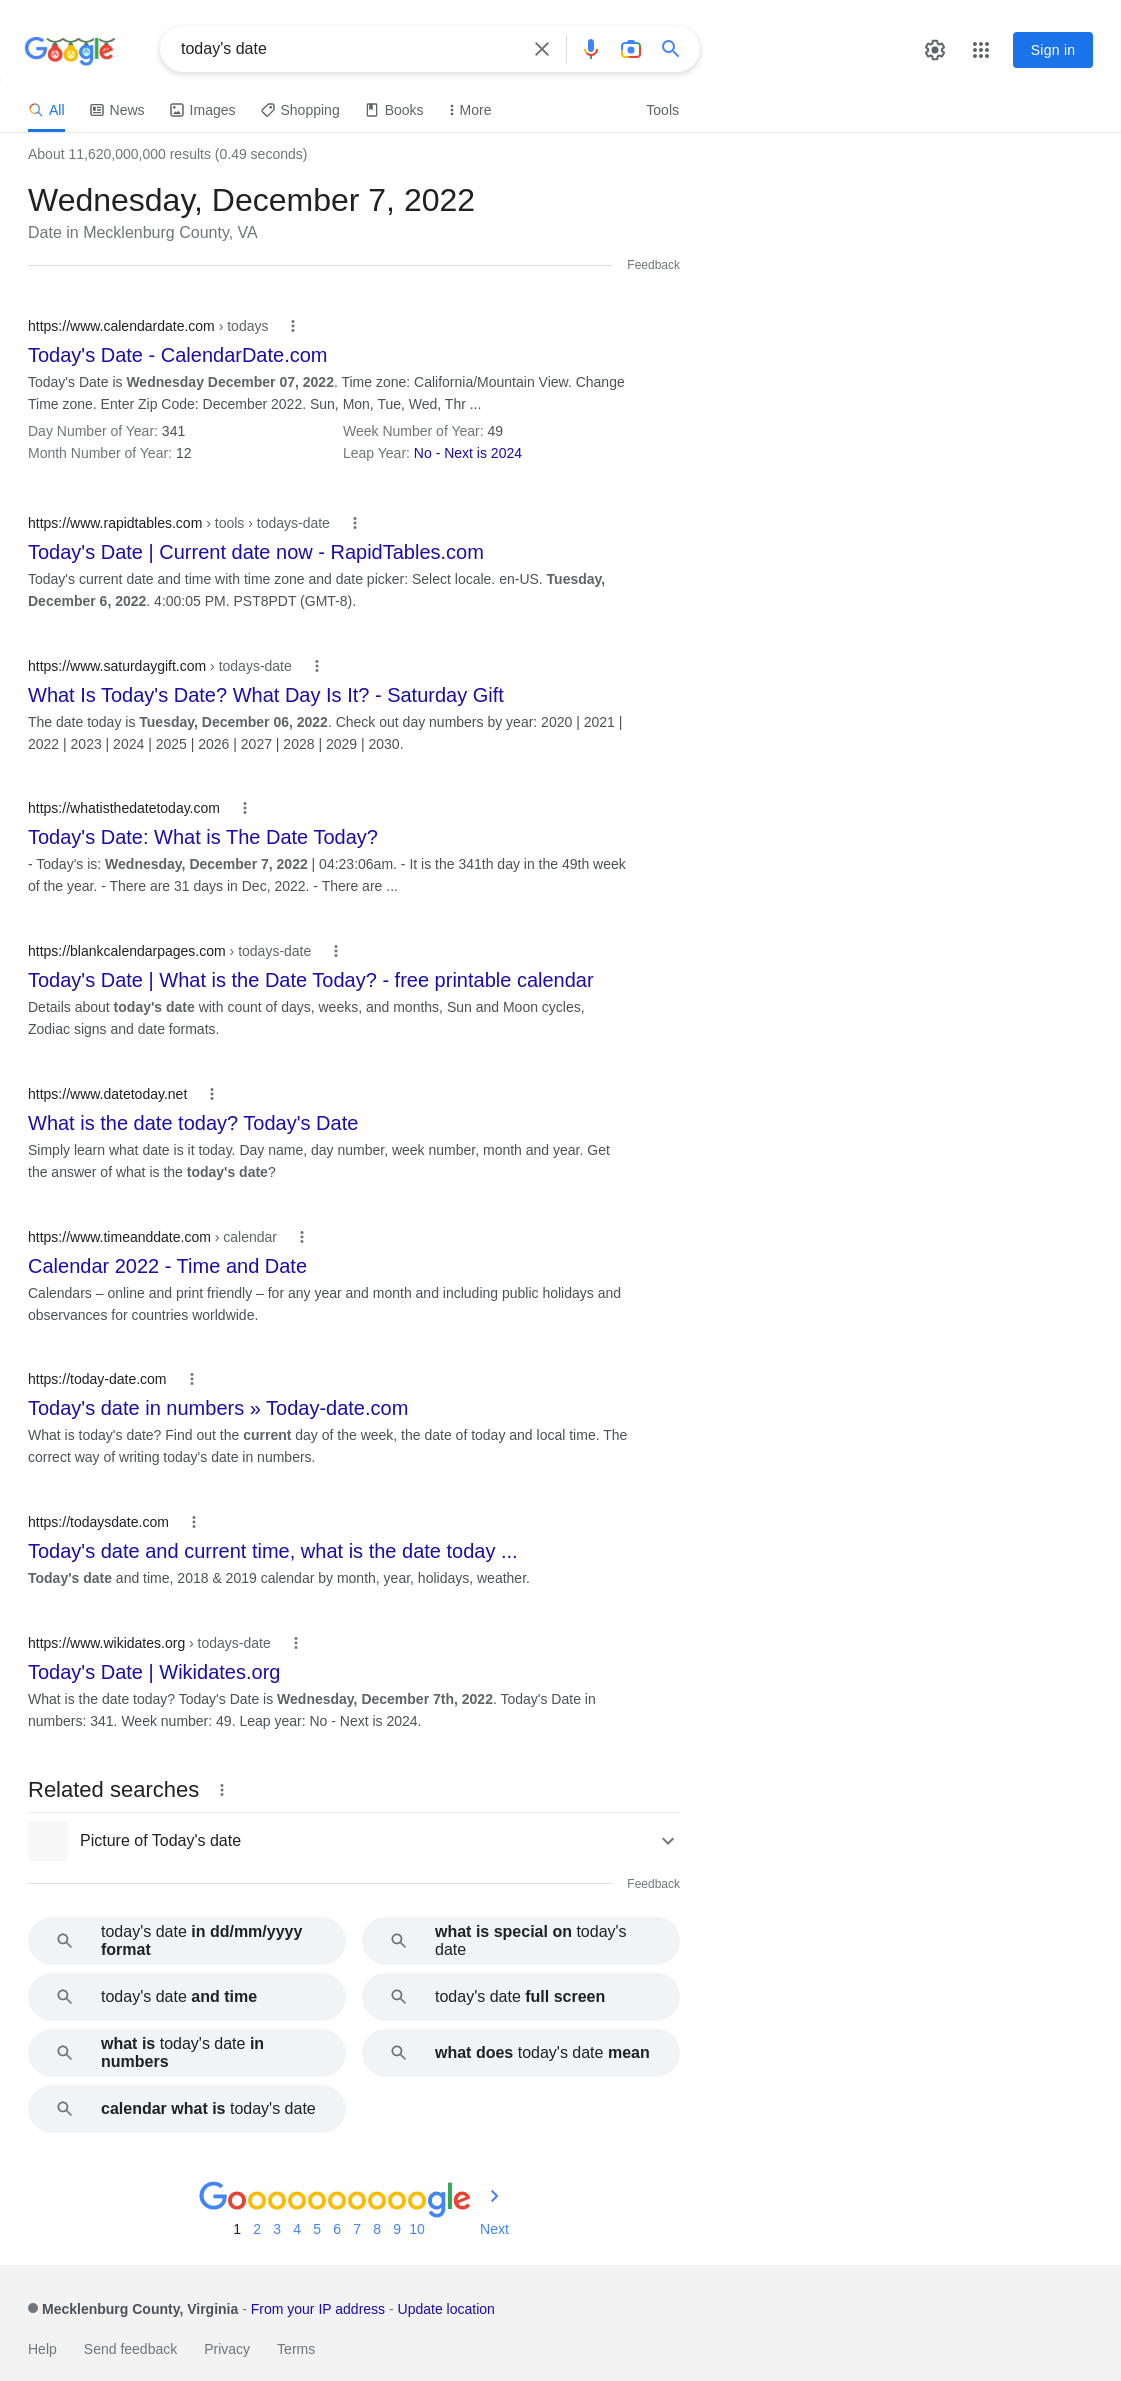 Google
today's date
Sign in
All
News
Images
Shopping
Books
More
Tools
About 11,620,000,000 results (0.49 seconds)
Wednesday, December 7, 2022
Date in Mecklenburg County, VA
Feedback
https://www.calendardate.com › todays
Today's Date - CalendarDate.com
Today's Date is Wednesday December 07, 2022. Time zone: California/Mountain View. Change
Time zone. Enter Zip Code: December 2022. Sun, Mon, Tue, Wed, Thr ...
Day Number of Year: 341
Week Number of Year: 49
Month Number of Year: 12
Leap Year: No - Next is 2024
https://www.rapidtables.com › tools › todays-date
Today's Date | Current date now - RapidTables.com
Today's current date and time with time zone and date picker: Select locale. en-US. Tuesday,
December 6, 2022. 4:00:05 PM. PST8PDT (GMT-8).
https://www.saturdaygift.com › todays-date
What Is Today's Date? What Day Is It? - Saturday Gift
The date today is Tuesday, December 06, 2022. Check out day numbers by year: 2020 | 2021 |
2022 | 2023 | 2024 | 2025 | 2026 | 2027 | 2028 | 2029 | 2030.
https://whatisthedatetoday.com
Today's Date: What is The Date Today?
- Today's is: Wednesday, December 7, 2022 | 04:23:06am. - It is the 341th day in the 49th week
of the year. - There are 31 days in Dec, 2022. - There are ...
https://blankcalendarpages.com › todays-date
Today's Date | What is the Date Today? - free printable calendar
Details about today's date with count of days, weeks, and months, Sun and Moon cycles,
Zodiac signs and date formats.
https://www.datetoday.net
What is the date today? Today's Date
Simply learn what date is it today. Day name, day number, week number, month and year. Get
the answer of what is the today's date?
https://www.timeanddate.com › calendar
Calendar 2022 - Time and Date
Calendars – online and print friendly – for any year and month and including public holidays and
observances for countries worldwide.
https://today-date.com
Today's date in numbers » Today-date.com
What is today's date? Find out the current day of the week, the date of today and local time. The
correct way of writing today's date in numbers.
https://todaysdate.com
Today's date and current time, what is the date today ...
Today's date and time, 2018 & 2019 calendar by month, year, holidays, weather.
https://www.wikidates.org › todays-date
Today's Date | Wikidates.org
What is the date today? Today's Date is Wednesday, December 7th, 2022. Today's Date in
numbers: 341. Week number: 49. Leap year: No - Next is 2024.
Related searches
Picture of Today's date
Feedback
today's date in dd/mm/yyyy
format
what is special on today's
date
today's date and time
today's date full screen
what is today's date in
numbers
what does today's date mean
calendar what is today's date
Goooooooooogle
1 2 3 4 5 6 7 8 9 10 Next
Mecklenburg County, Virginia - From your IP address - Update location
Help
Send feedback
Privacy
Terms